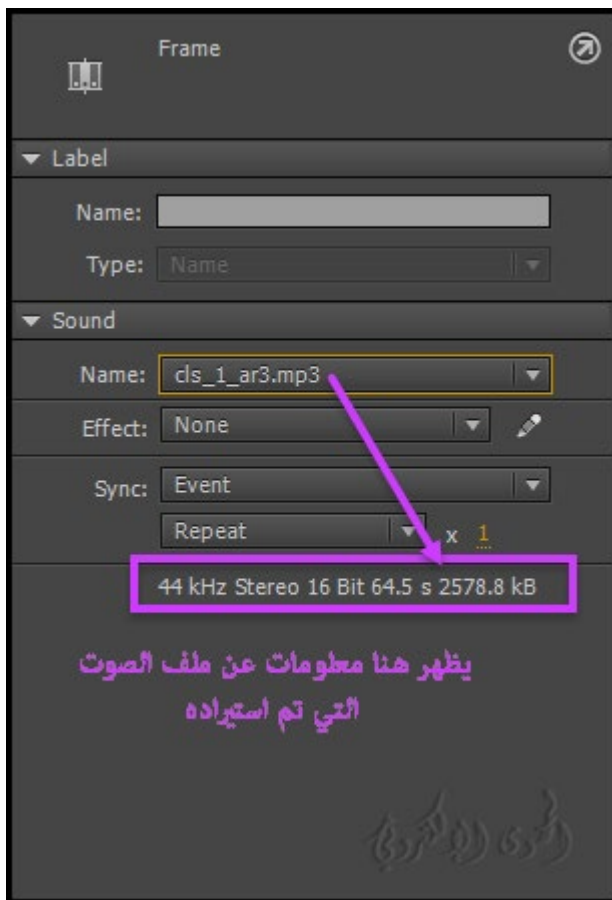 Frame
Label
Name:
Type: Name
Sound
Name: cls_1_ar3.mp3
Effect: None
Sync: Event
Repeat x 1
44 kHz Stereo 16 Bit 64.5 s 2578.8 kB
يظهر هنا معلومات عن ملف الصوت
التي تم استيراده